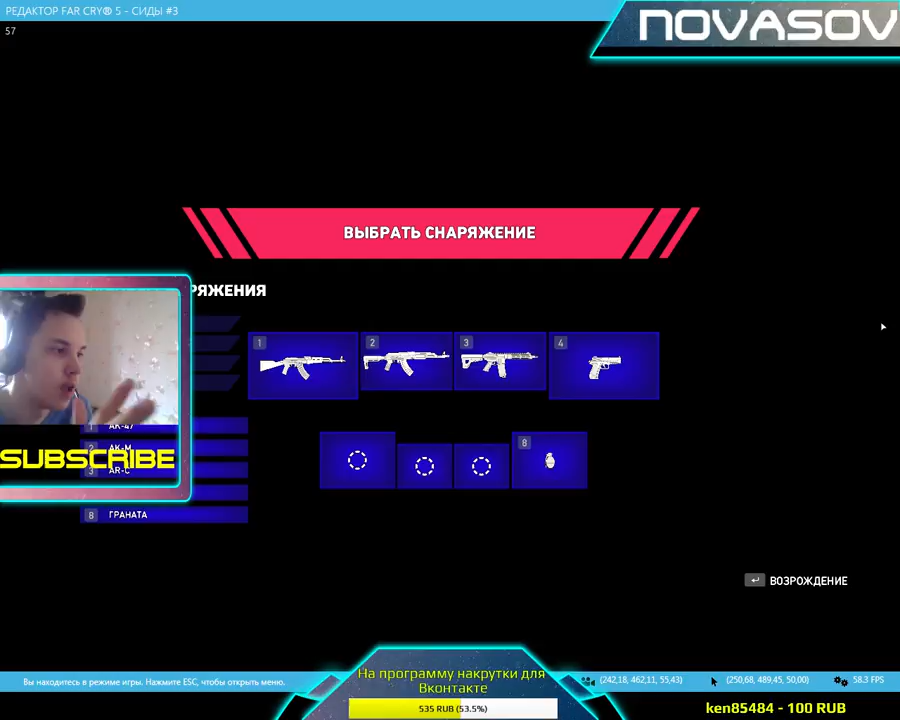 РЕДАКТОР FAR CRY® 5 - СИДЫ #3
57
NOVASOV
ВЫБРАТЬ СНАРЯЖЕНИЕ
РЯЖЕНИЯ
1 2 3 4
1 АК-47
2 АК-М
3 AR-C
SUBSCRIBE
8
8 ГРАНАТА
ВОЗРОЖДЕНИЕ
Вы находитесь в режиме игры. Нажмите ESC, чтобы открыть меню.
На программу накрутки для
Вконтакте
535 RUB (53.5%)
(242,18, 462,11, 55,43)
(250,68, 489,45, 50,00)
58.3 FPS
ken85484 - 100 RUB